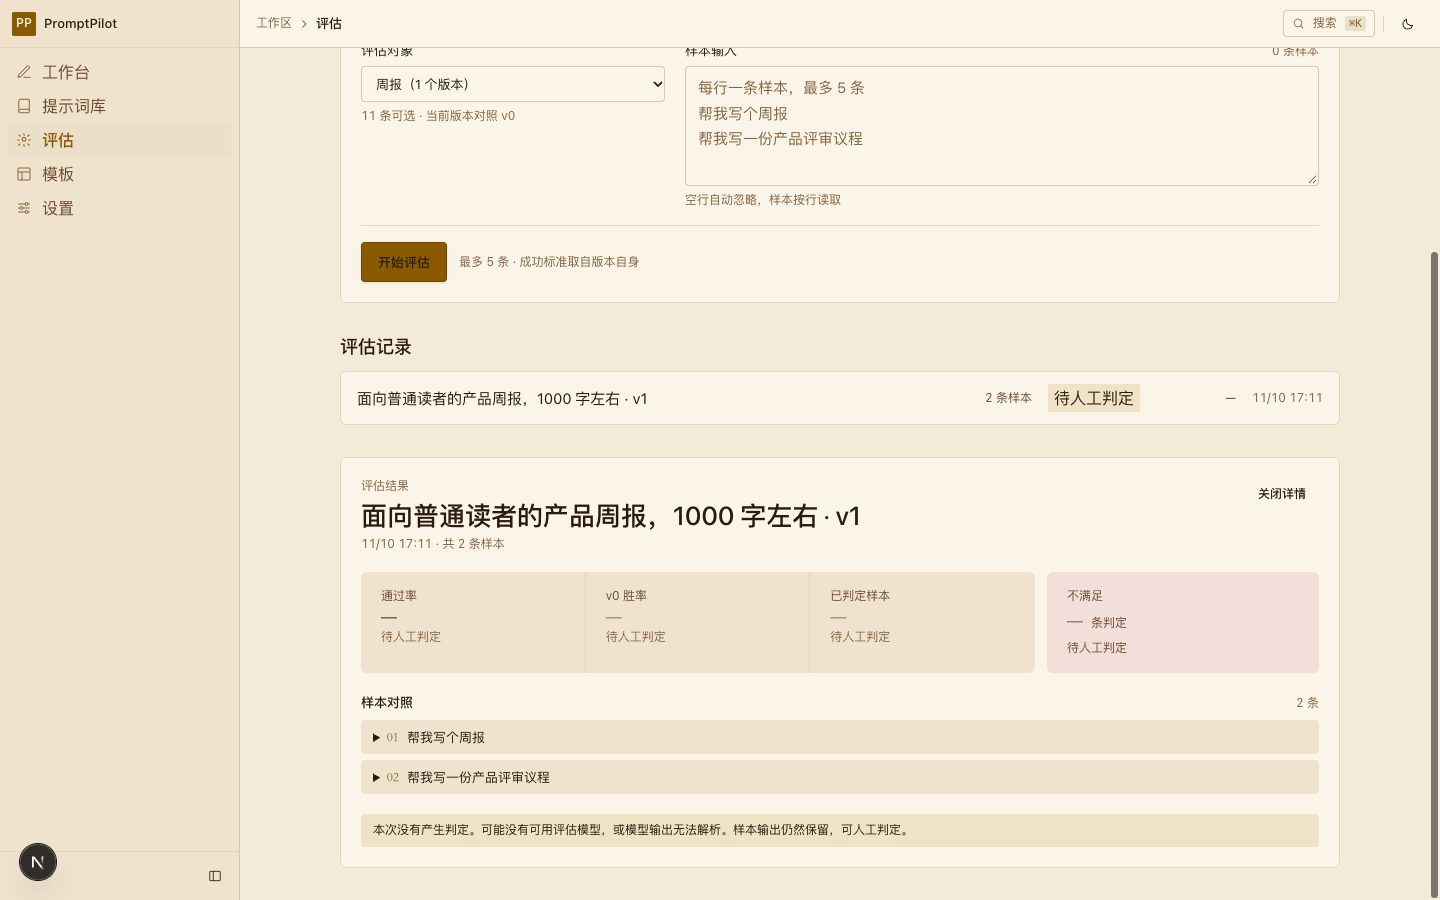 PP PromptPilot
工作台
提示词库
评估
模板
设置
工作区 › 评估
搜索 ⌘K
评估对象
周报（1 个版本）
11 条可选 · 当前版本对照 v0
样本输入
0 条样本
每行一条样本，最多 5 条
帮我写个周报
帮我写一份产品评审议程
空行自动忽略，样本按行读取
开始评估
最多 5 条 · 成功标准取自版本自身
评估记录
面向普通读者的产品周报，1000 字左右 · v1
2 条样本
待人工判定
—
11/10 17:11
评估结果
面向普通读者的产品周报，1000 字左右 · v1
11/10 17:11 · 共 2 条样本
关闭详情
通过率
—
待人工判定
v0 胜率
—
待人工判定
已判定样本
—
待人工判定
不满足
— 条判定
待人工判定
样本对照
2 条
▶ 01 帮我写个周报
▶ 02 帮我写一份产品评审议程
本次没有产生判定。可能没有可用评估模型，或模型输出无法解析。样本输出仍然保留，可人工判定。
N